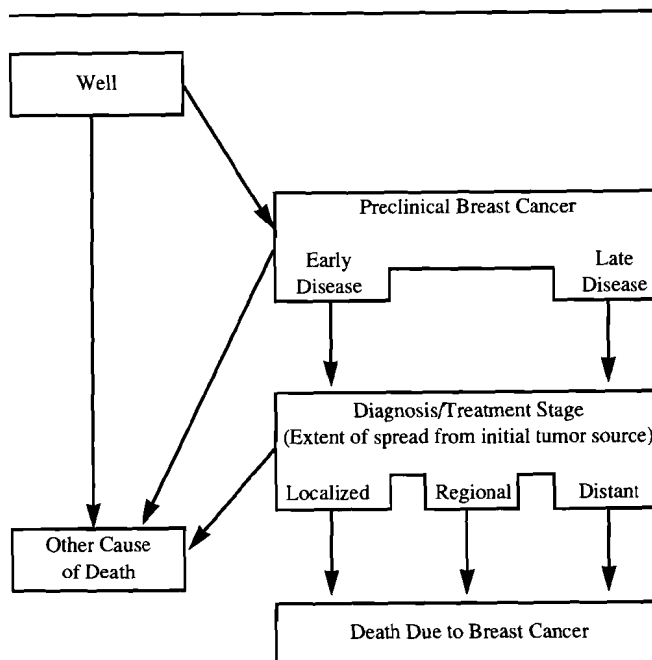 Well
Preclinical Breast Cancer
Early
Disease
Late
Disease
Diagnosis/Treatment Stage
(Extent of spread from initial tumor source)
Localized
Regional
Distant
Other Cause
of Death
Death Due to Breast Cancer